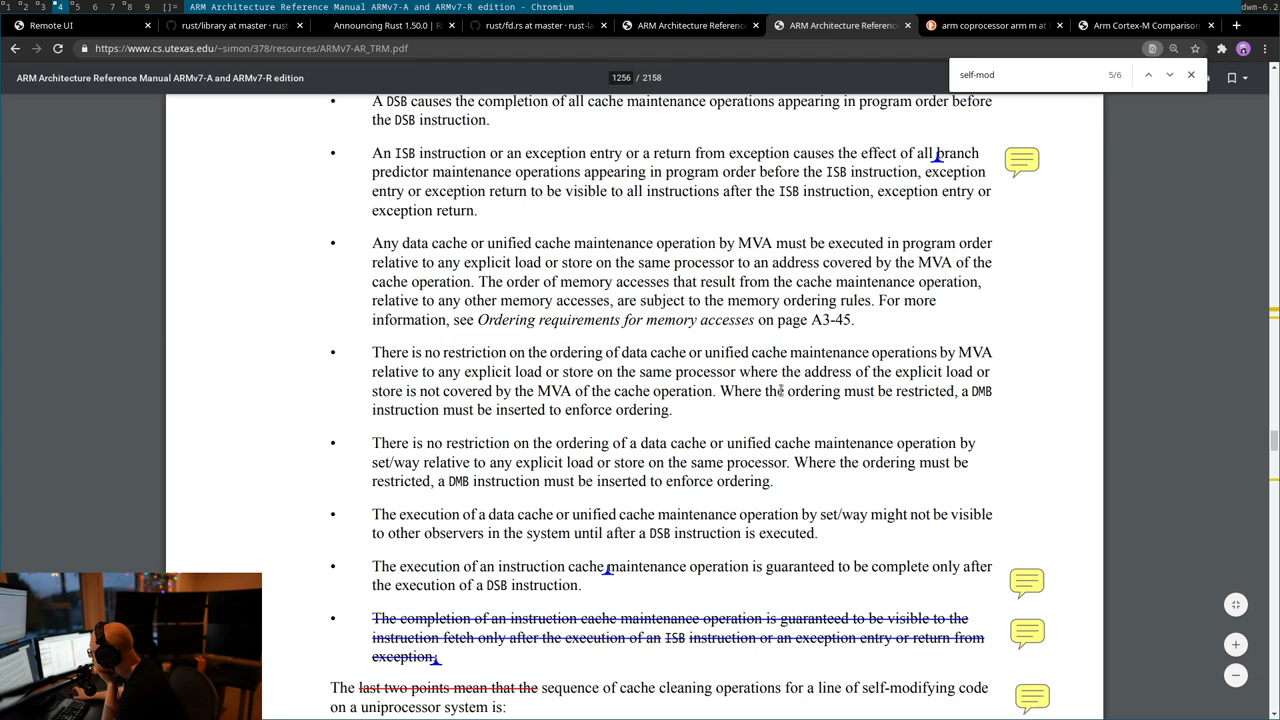 1 2 3 4 5 6 7 8 9 []= ARM Architecture Reference Manual ARMv7-A and ARMv7-R edition - Chromium dwm-6.2
Remote UI × rust/library at master · rust × Announcing Rust 1.50.0 | R × rust/fd.rs at master · rust-la × ARM Architecture Referenc × ARM Architecture Referenc × arm coprocessor arm m at × Arm Cortex-M Comparison ×
https://www.cs.utexas.edu/~simon/378/resources/ARMv7-AR_TRM.pdf
self-mod 5/6
ARM Architecture Reference Manual ARMv7-A and ARMv7-R edition 1256 / 2158
• A DSB causes the completion of all cache maintenance operations appearing in program order before
the DSB instruction.
• An ISB instruction or an exception entry or a return from exception causes the effect of all branch
predictor maintenance operations appearing in program order before the ISB instruction, exception
entry or exception return to be visible to all instructions after the ISB instruction, exception entry or
exception return.
• Any data cache or unified cache maintenance operation by MVA must be executed in program order
relative to any explicit load or store on the same processor to an address covered by the MVA of the
cache operation. The order of memory accesses that result from the cache maintenance operation,
relative to any other memory accesses, are subject to the memory ordering rules. For more
information, see Ordering requirements for memory accesses on page A3-45.
• There is no restriction on the ordering of data cache or unified cache maintenance operations by MVA
relative to any explicit load or store on the same processor where the address of the explicit load or
store is not covered by the MVA of the cache operation. Where the ordering must be restricted, a DMB
instruction must be inserted to enforce ordering.
• There is no restriction on the ordering of a data cache or unified cache maintenance operation by
set/way relative to any explicit load or store on the same processor. Where the ordering must be
restricted, a DMB instruction must be inserted to enforce ordering.
• The execution of a data cache or unified cache maintenance operation by set/way might not be visible
to other observers in the system until after a DSB instruction is executed.
• The execution of an instruction cache maintenance operation is guaranteed to be complete only after
the execution of a DSB instruction.
• The completion of an instruction cache maintenance operation is guaranteed to be visible to the
instruction fetch only after the execution of an ISB instruction or an exception entry or return from
exception.
The last two points mean that the sequence of cache cleaning operations for a line of self-modifying code
on a uniprocessor system is: